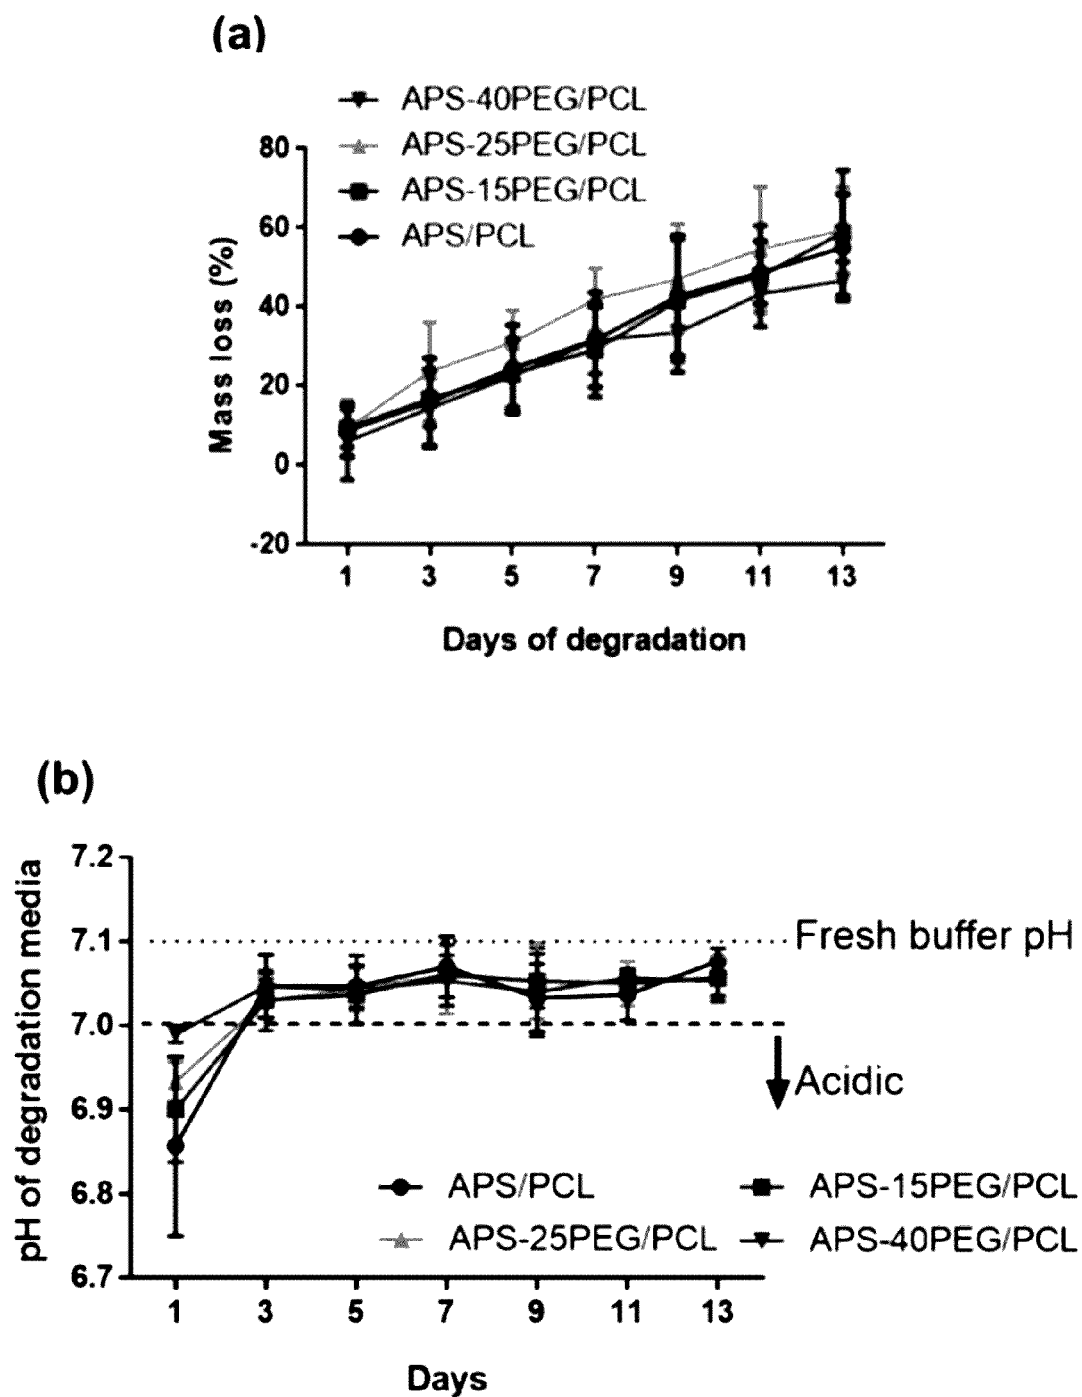 (a)
APS-40PEG/PCL
APS-25PEG/PCL
APS-15PEG/PCL
APS/PCL
Mass loss (%)
80
60
40
20
0
-20
1 3 5 7 9 11 13
Days of degradation
(b)
pH of degradation media
7.2
7.1
7.0
6.9
6.8
6.7
Fresh buffer pH
Acidic
APS/PCL APS-15PEG/PCL
APS-25PEG/PCL APS-40PEG/PCL
1 3 5 7 9 11 13
Days